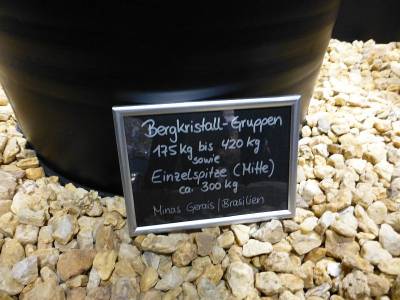 Bergkristall-Gruppen
175 kg bis 420 kg
sowie
Einzelspitze (Mitte)
ca. 300 kg
Minas Gerais/Brasilien